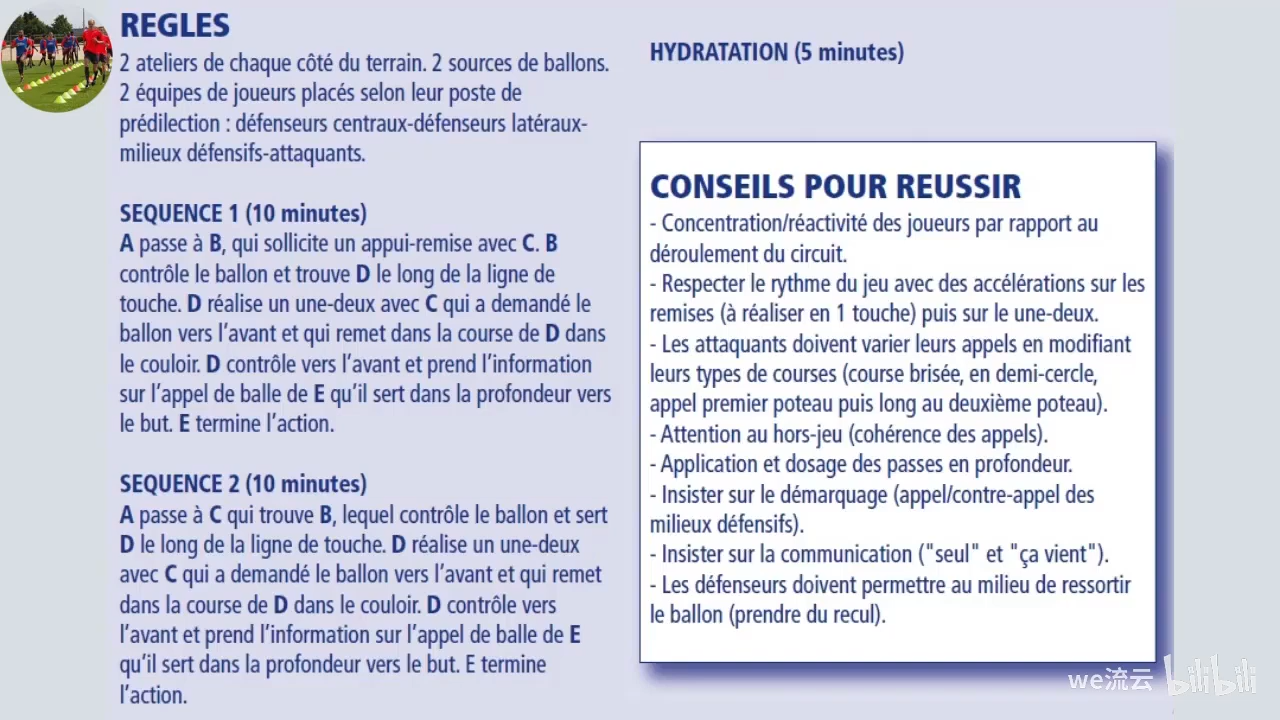 REGLES
2 ateliers de chaque côté du terrain. 2 sources de ballons.
2 équipes de joueurs placés selon leur poste de
prédilection : défenseurs centraux-défenseurs latéraux-
milieux défensifs-attaquants.
SEQUENCE 1 (10 minutes)
A passe à B, qui sollicite un appui-remise avec C. B
contrôle le ballon et trouve D le long de la ligne de
touche. D réalise un une-deux avec C qui a demandé le
ballon vers l'avant et qui remet dans la course de D dans
le couloir. D contrôle vers l'avant et prend l'information
sur l'appel de balle de E qu'il sert dans la profondeur vers
le but. E termine l'action.
SEQUENCE 2 (10 minutes)
A passe à C qui trouve B, lequel contrôle le ballon et sert
D le long de la ligne de touche. D réalise un une-deux
avec C qui a demandé le ballon vers l'avant et qui remet
dans la course de D dans le couloir. D contrôle vers
l'avant et prend l'information sur l'appel de balle de E
qu'il sert dans la profondeur vers le but. E termine
l'action.
HYDRATATION (5 minutes)
CONSEILS POUR REUSSIR
- Concentration/réactivité des joueurs par rapport au
déroulement du circuit.
- Respecter le rythme du jeu avec des accélérations sur les
remises (à réaliser en 1 touche) puis sur le une-deux.
- Les attaquants doivent varier leurs appels en modifiant
leurs types de courses (course brisée, en demi-cercle,
appel premier poteau puis long au deuxième poteau).
- Attention au hors-jeu (cohérence des appels).
- Application et dosage des passes en profondeur.
- Insister sur le démarquage (appel/contre-appel des
milieux défensifs).
- Insister sur la communication ("seul" et "ça vient").
- Les défenseurs doivent permettre au milieu de ressortir
le ballon (prendre du recul).
we流云 bilibili